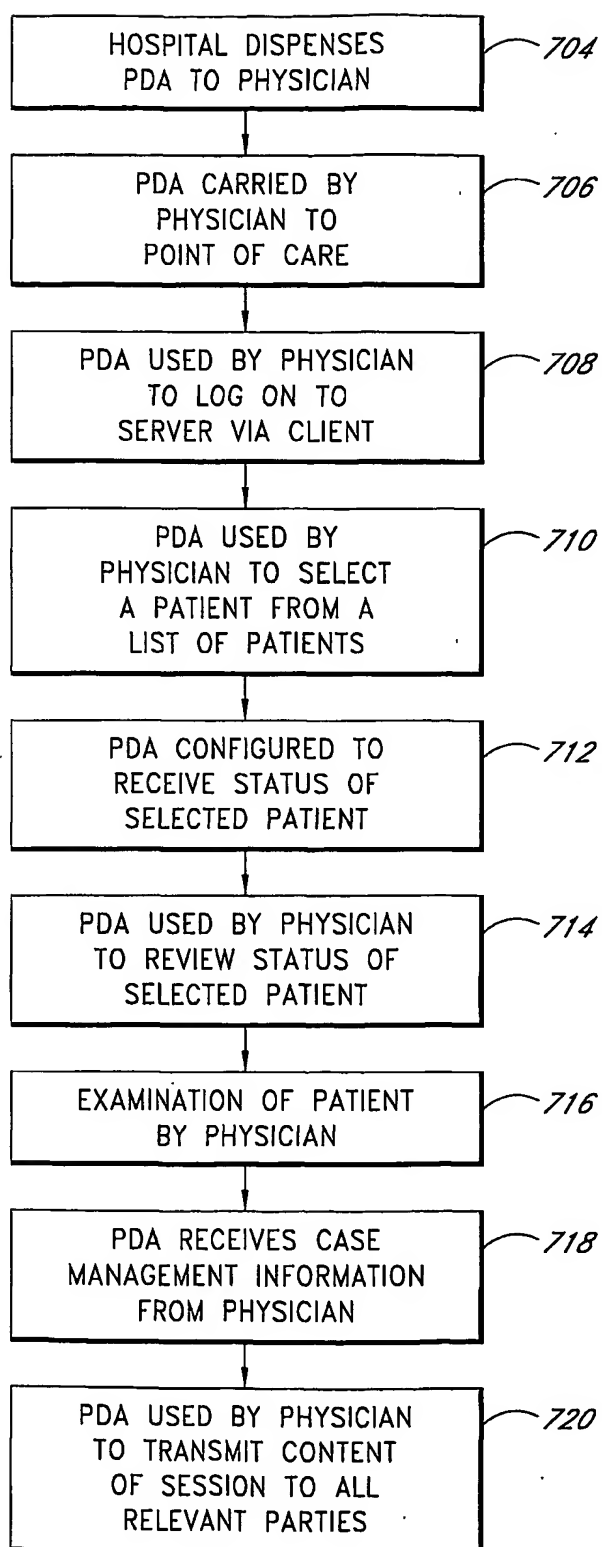 HOSPITAL DISPENSES
PDA TO PHYSICIAN
704
PDA CARRIED BY
PHYSICIAN TO
POINT OF CARE
706
PDA USED BY PHYSICIAN
TO LOG ON TO
SERVER VIA CLIENT
708
PDA USED BY
PHYSICIAN TO SELECT
A PATIENT FROM A
LIST OF PATIENTS
710
PDA CONFIGURED TO
RECEIVE STATUS OF
SELECTED PATIENT
712
PDA USED BY PHYSICIAN
TO REVIEW STATUS OF
SELECTED PATIENT
714
EXAMINATION OF PATIENT
BY PHYSICIAN
716
PDA RECEIVES CASE
MANAGEMENT INFORMATION
FROM PHYSICIAN
718
PDA USED BY PHYSICIAN
TO TRANSMIT CONTENT
OF SESSION TO ALL
RELEVANT PARTIES
720